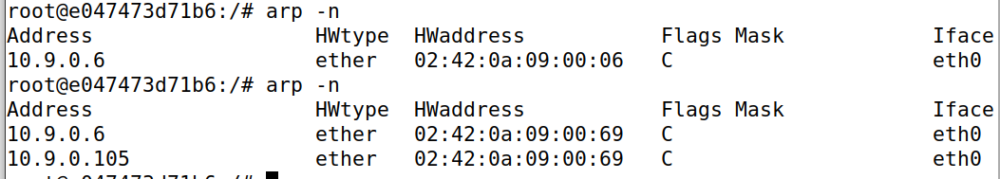 root@e047473d71b6:/# arp -n
Address                  HWtype  HWaddress           Flags Mask            Iface
10.9.0.6                 ether   02:42:0a:09:00:06   C                     eth0
root@e047473d71b6:/# arp -n
Address                  HWtype  HWaddress           Flags Mask            Iface
10.9.0.6                 ether   02:42:0a:09:00:69   C                     eth0
10.9.0.105               ether   02:42:0a:09:00:69   C                     eth0
root@e047473d71b6:/#